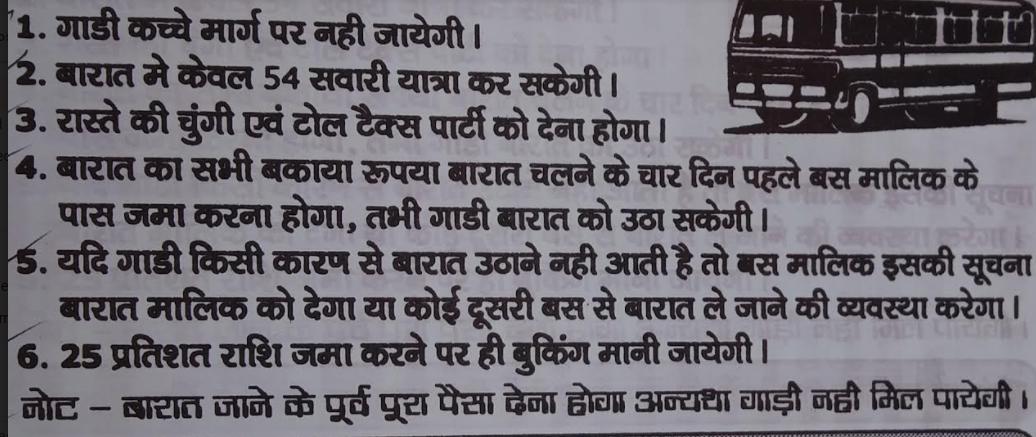 1. गाडी कच्चे मार्ग पर नही जायेगी।
2. बारात मे केवल 54 सवारी यात्रा कर सकेगी।
3. रास्ते की चुंगी एवं टोल टैक्स पार्टी को देना होगा।
4. बारात का सभी बकाया रूपया बारात चलने के चार दिन पहले बस मालिक के
पास जमा करना होगा, तभी गाडी बारात को उठा सकेगी।
5. यदि गाडी किसी कारण से बारात उठाने नही आती है तो बस मालिक इसकी सूचना
बारात मालिक को देगा या कोई दूसरी बस से बारात ले जाने की व्यवस्था करेगा।
6. 25 प्रतिशत राशि जमा करने पर ही बुकिंग मानी जायेगी।
नोट – बारात जाने के पूर्व पूरा पैसा देना होगा अन्यथा गाड़ी नही मिल पायेगी।